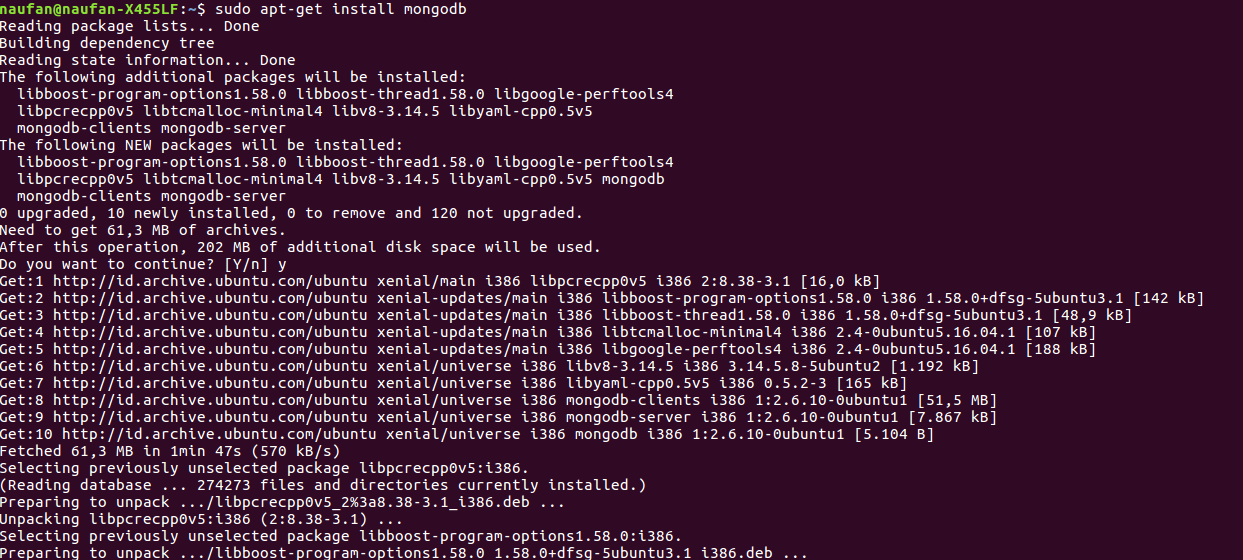 naufan@naufan-X455LF:~$ sudo apt-get install mongodb
Reading package lists... Done
Building dependency tree
Reading state information... Done
The following additional packages will be installed:
  libboost-program-options1.58.0 libboost-thread1.58.0 libgoogle-perftools4
  libpcrecpp0v5 libtcmalloc-minimal4 libv8-3.14.5 libyaml-cpp0.5v5
  mongodb-clients mongodb-server
The following NEW packages will be installed:
  libboost-program-options1.58.0 libboost-thread1.58.0 libgoogle-perftools4
  libpcrecpp0v5 libtcmalloc-minimal4 libv8-3.14.5 libyaml-cpp0.5v5 mongodb
  mongodb-clients mongodb-server
0 upgraded, 10 newly installed, 0 to remove and 120 not upgraded.
Need to get 61,3 MB of archives.
After this operation, 202 MB of additional disk space will be used.
Do you want to continue? [Y/n] y
Get:1 http://id.archive.ubuntu.com/ubuntu xenial/main i386 libpcrecpp0v5 i386 2:8.38-3.1 [16,0 kB]
Get:2 http://id.archive.ubuntu.com/ubuntu xenial-updates/main i386 libboost-program-options1.58.0 i386 1.58.0+dfsg-5ubuntu3.1 [142 kB]
Get:3 http://id.archive.ubuntu.com/ubuntu xenial-updates/main i386 libboost-thread1.58.0 i386 1.58.0+dfsg-5ubuntu3.1 [48,9 kB]
Get:4 http://id.archive.ubuntu.com/ubuntu xenial-updates/main i386 libtcmalloc-minimal4 i386 2.4-0ubuntu5.16.04.1 [107 kB]
Get:5 http://id.archive.ubuntu.com/ubuntu xenial-updates/main i386 libgoogle-perftools4 i386 2.4-0ubuntu5.16.04.1 [188 kB]
Get:6 http://id.archive.ubuntu.com/ubuntu xenial/universe i386 libv8-3.14.5 i386 3.14.5.8-5ubuntu2 [1.192 kB]
Get:7 http://id.archive.ubuntu.com/ubuntu xenial/universe i386 libyaml-cpp0.5v5 i386 0.5.2-3 [165 kB]
Get:8 http://id.archive.ubuntu.com/ubuntu xenial/universe i386 mongodb-clients i386 1:2.6.10-0ubuntu1 [51,5 MB]
Get:9 http://id.archive.ubuntu.com/ubuntu xenial/universe i386 mongodb-server i386 1:2.6.10-0ubuntu1 [7.867 kB]
Get:10 http://id.archive.ubuntu.com/ubuntu xenial/universe i386 mongodb i386 1:2.6.10-0ubuntu1 [5.104 B]
Fetched 61,3 MB in 1min 47s (570 kB/s)
Selecting previously unselected package libpcrecpp0v5:i386.
(Reading database ... 274273 files and directories currently installed.)
Preparing to unpack .../libpcrecpp0v5_2%3a8.38-3.1_i386.deb ...
Unpacking libpcrecpp0v5:i386 (2:8.38-3.1) ...
Selecting previously unselected package libboost-program-options1.58.0:i386.
Preparing to unpack .../libboost-program-options1.58.0_1.58.0+dfsg-5ubuntu3.1_i386.deb ...